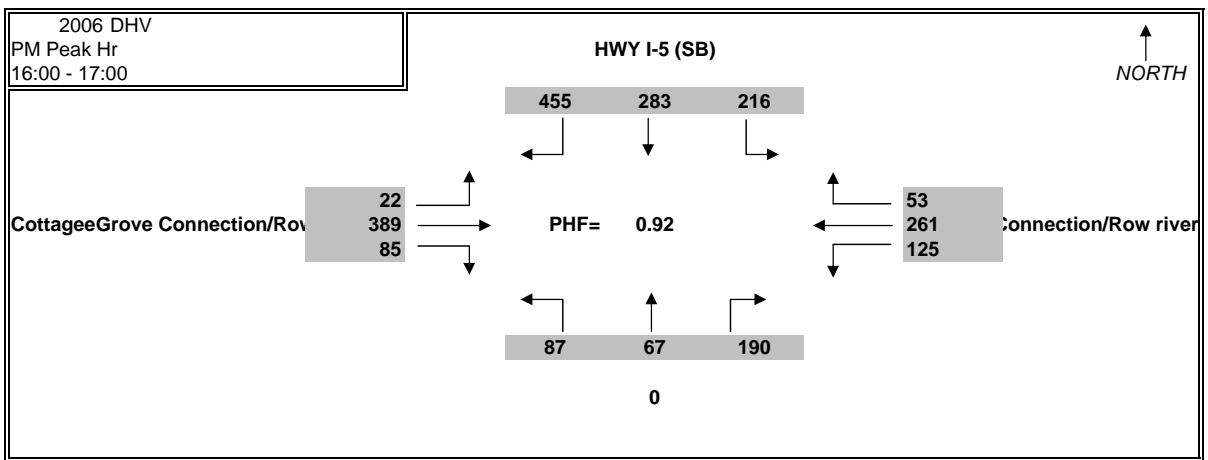 2006 DHV
PM Peak Hr
16:00 - 17:00
HWY I-5 (SB)
NORTH
455 283 216
22
389
85
CottageeGrove Connection/Row
PHF= 0.92
53
261
125
Connection/Row river
87 67 190
0